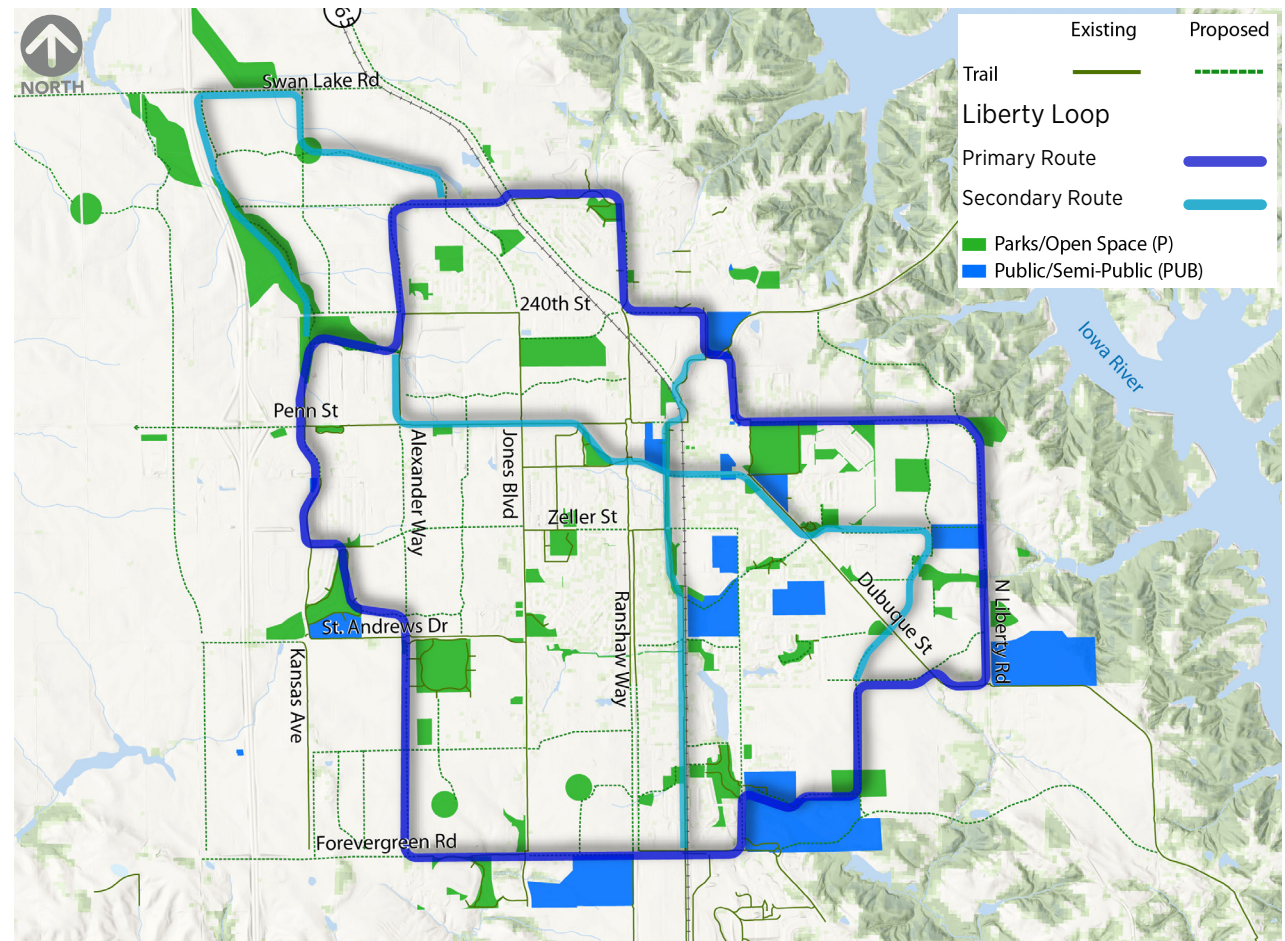 65
Existing
Proposed
Swan Lake Rd
Trail
NORTH
Liberty Loop
Primary Route
Secondary Route
Parks/Open Space (P)
Public/Semi-Public (PUB)
240th St
Iowa River
Penn St
Alexander Way
Jones Blvd
Zeller St
Dubuque St
N Liberty Rd
Ranshaw Way
St. Andrews Dr
Kansas Ave
Forevergreen Rd